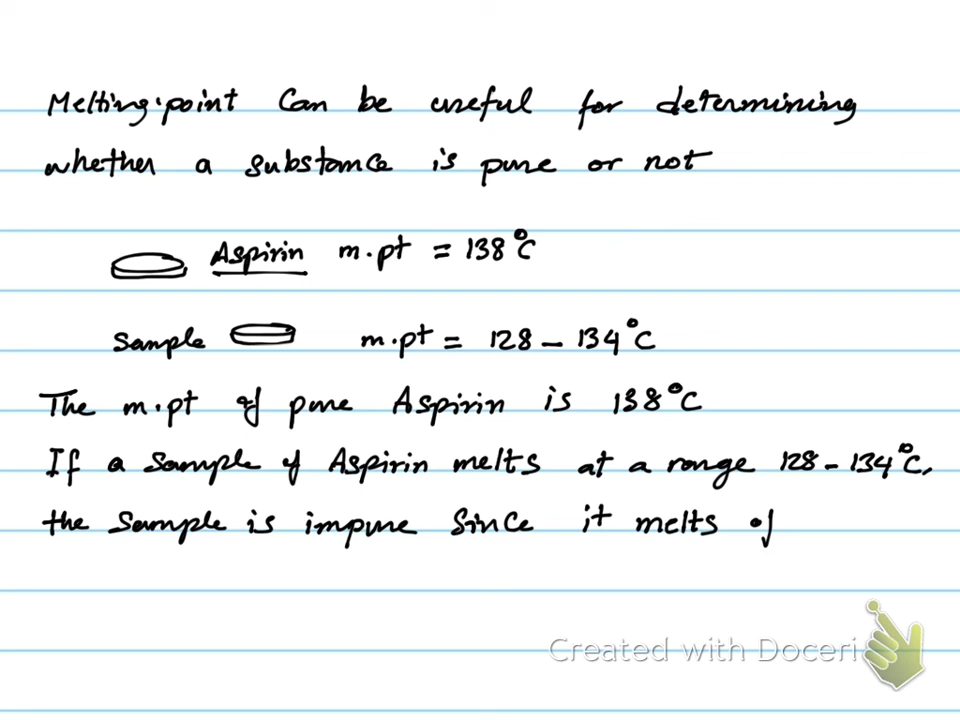 Melting.point can be useful for determining
whether a substance is pure or not
Aspirin m.pt = 138°C
Sample m.pt = 128 - 134°C
The m.pt of pure Aspirin is 138°C
If a sample of Aspirin melts at a range 128 - 134°C,
the sample is impure since it melts of
Created with Doceri